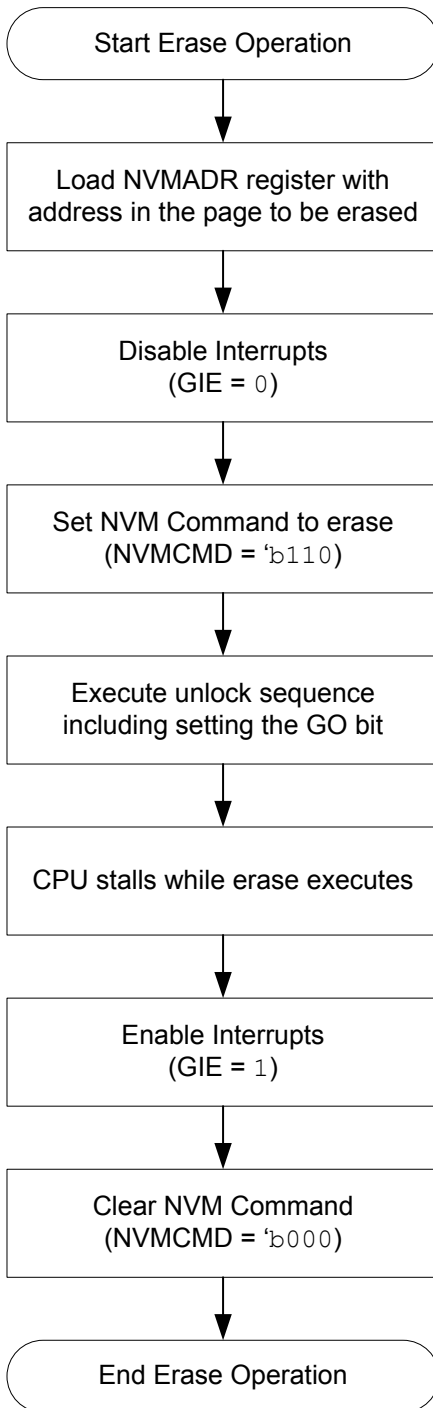 Start Erase Operation
Load NVMADR register with
address in the page to be erased
Disable Interrupts
(GIE = 0)
Set NVM Command to erase
(NVMCMD = ‘b110)
Execute unlock sequence
including setting the GO bit
CPU stalls while erase executes
Enable Interrupts
(GIE = 1)
Clear NVM Command
(NVMCMD = ‘b000)
End Erase Operation